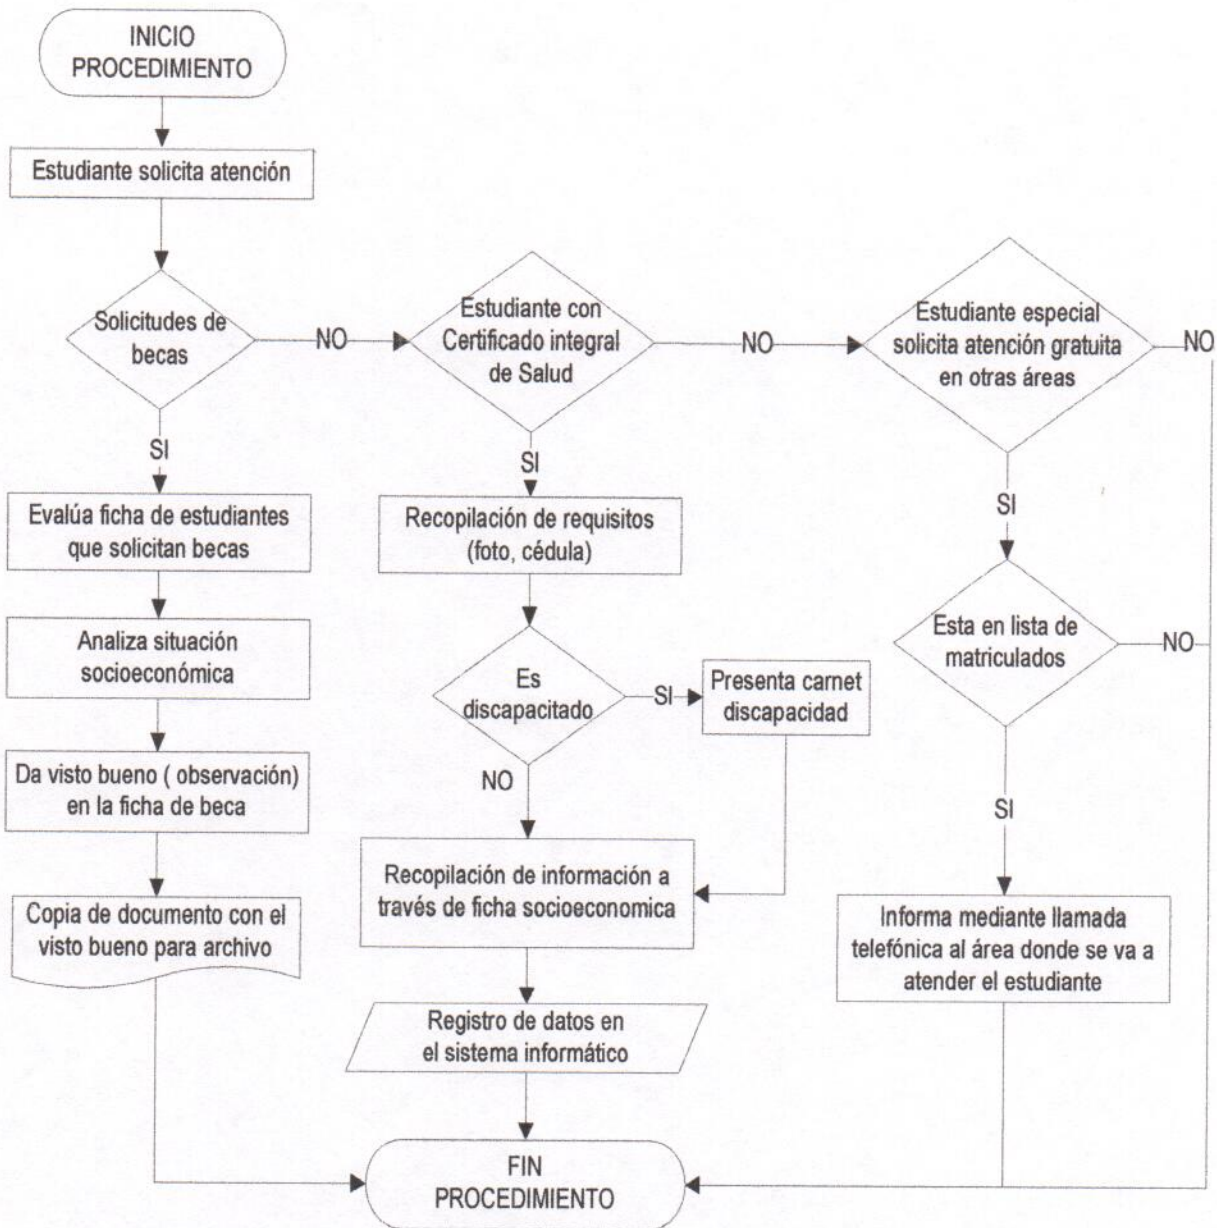 INICIO
PROCEDIMIENTO
Estudiante solicita atención
Solicitudes de
becas
NO
Estudiante con
Certificado integral
de Salud
NO
Estudiante especial
solicita atención gratuita
en otras áreas
NO
SI
Evalúa ficha de estudiantes
que solicitan becas
Analiza situación
socioeconómica
Da visto bueno ( observación)
en la ficha de beca
Copia de documento con el
visto bueno para archivo
SI
Recopilación de requisitos
(foto, cédula)
Es
discapacitado
SI
Presenta carnet
discapacidad
NO
Recopilación de información a
través de ficha socioeconomica
Registro de datos en
el sistema informático
SI
Esta en lista de
matriculados
NO
SI
Informa mediante llamada
telefónica al área donde se va a
atender el estudiante
FIN
PROCEDIMIENTO